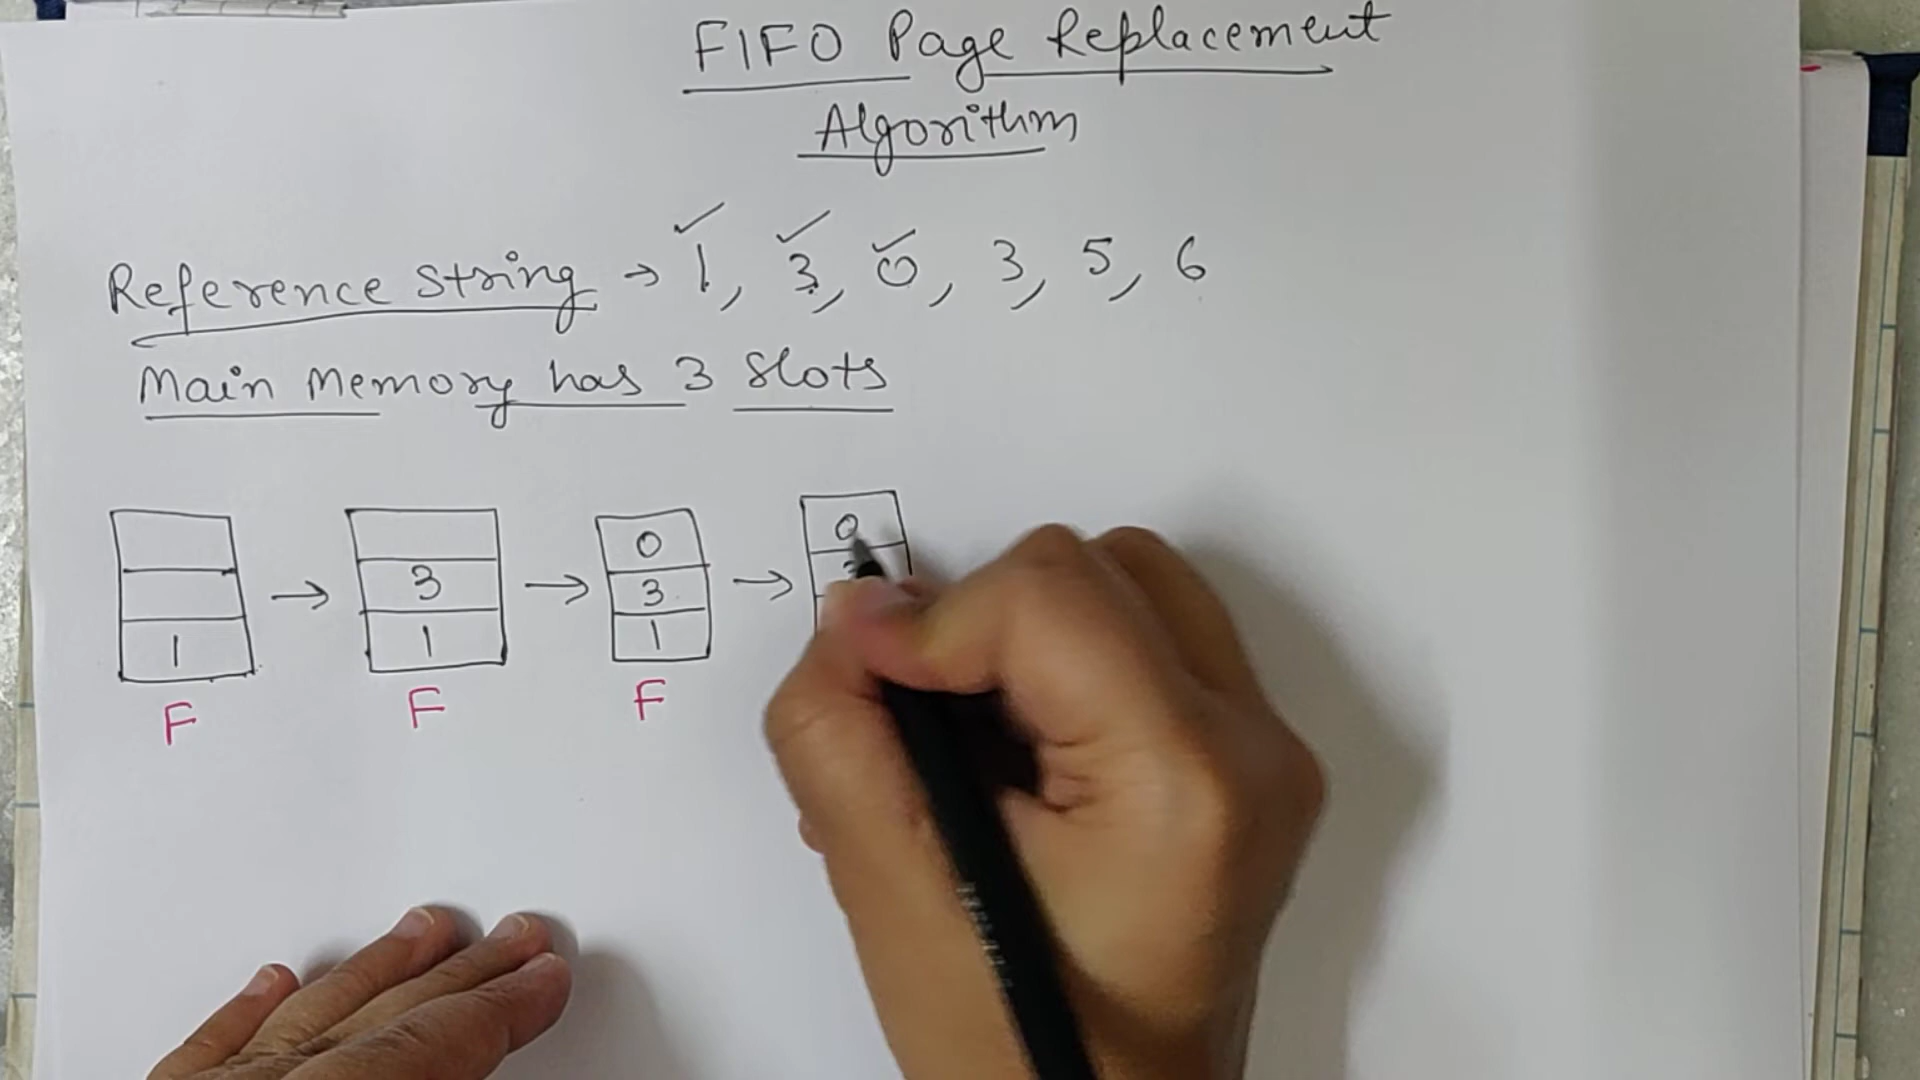 FIFO Page Replacement
Algorithm
Reference String → 1, 3, 0, 3, 5, 6
Main Memory has 3 Slots
0 0
3 3
1 1 1
F F F